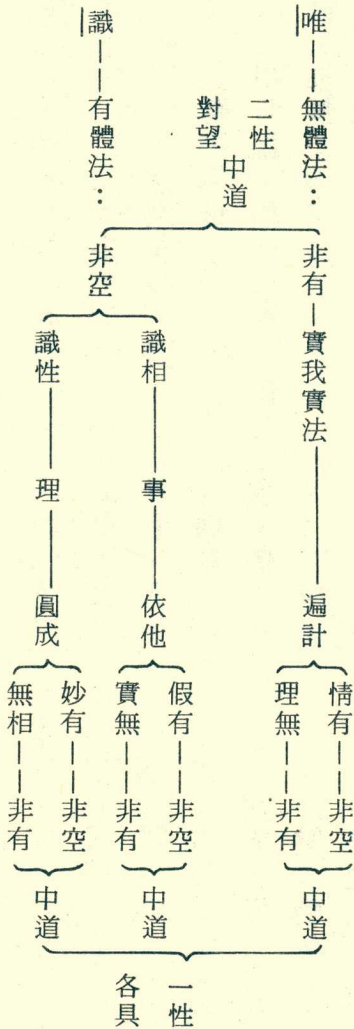 情有——非空
唯——無體法：非有—實我實法——遍計 中道
理無——非有
二性
中道
對望
一性
假有——非空
識相——事——依他 中道
實無——非有
各具
識——有體法：非空
妙有——非空
識性——理——圓成 中道
無相——非有